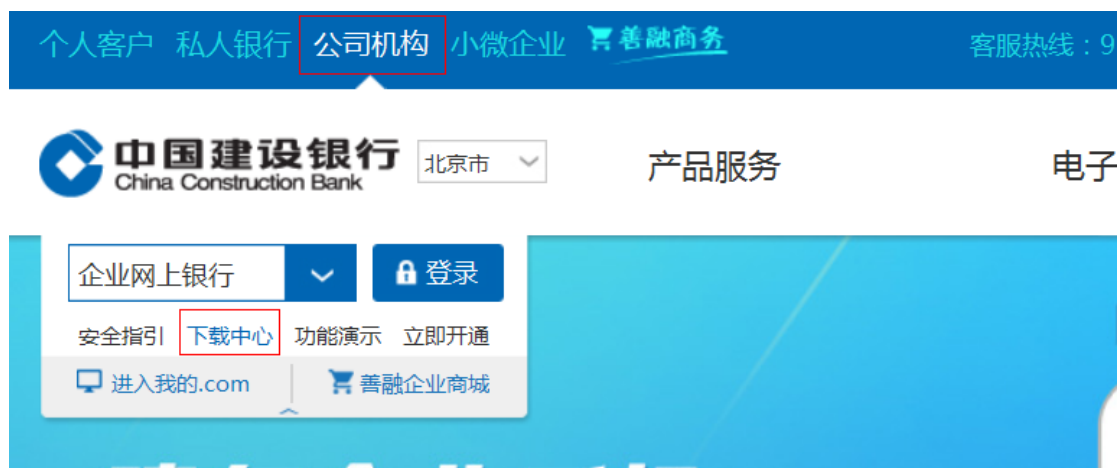 个人客户 私人银行 公司机构 小微企业 善融商务 客服热线：9
中国建设银行
China Construction Bank
北京市
产品服务
电子
企业网上银行
登录
安全指引 下载中心 功能演示 立即开通
进入我的.com 善融企业商城